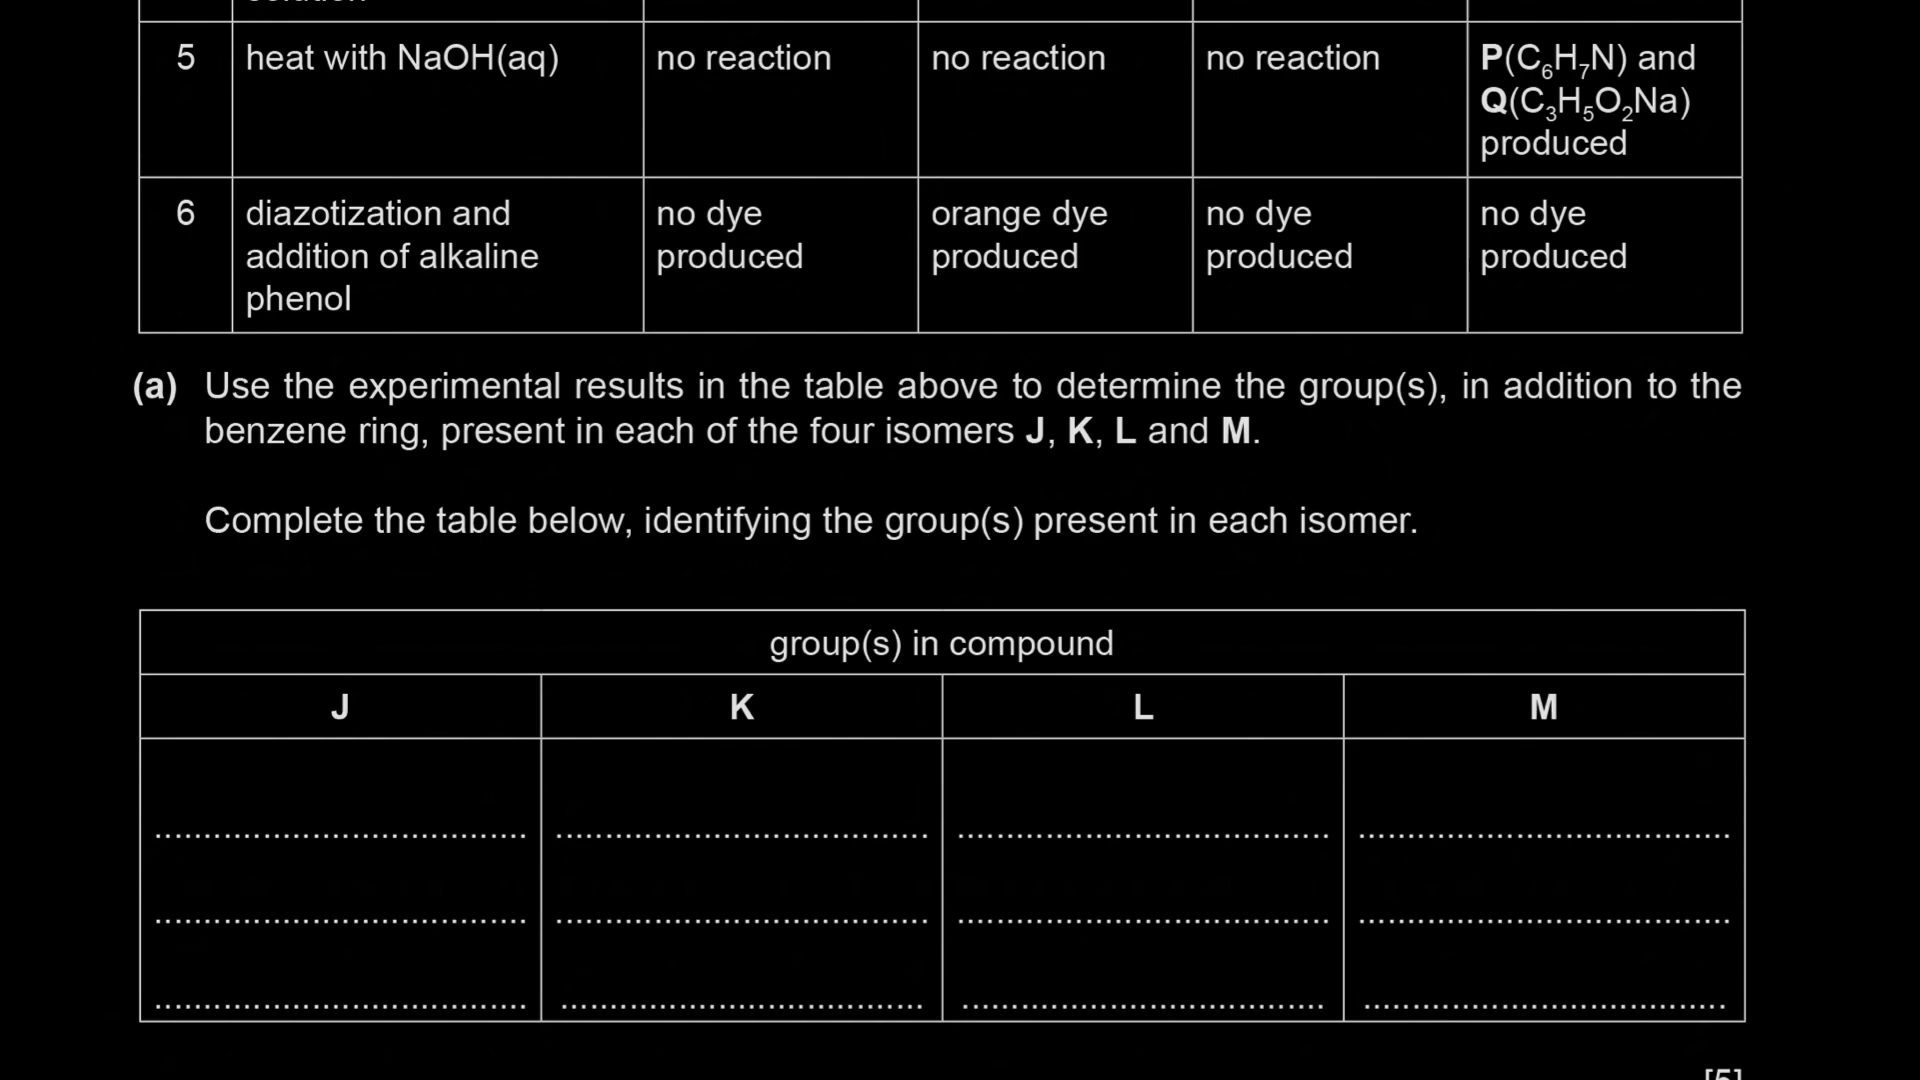 5 heat with NaOH(aq) no reaction no reaction no reaction P(C₆H₇N) and
Q(C₃H₅O₂Na)
produced
6 diazotization and no dye orange dye no dye no dye
addition of alkaline produced produced produced produced
phenol
(a) Use the experimental results in the table above to determine the group(s), in addition to the
benzene ring, present in each of the four isomers J, K, L and M.
Complete the table below, identifying the group(s) present in each isomer.
group(s) in compound
J K L M